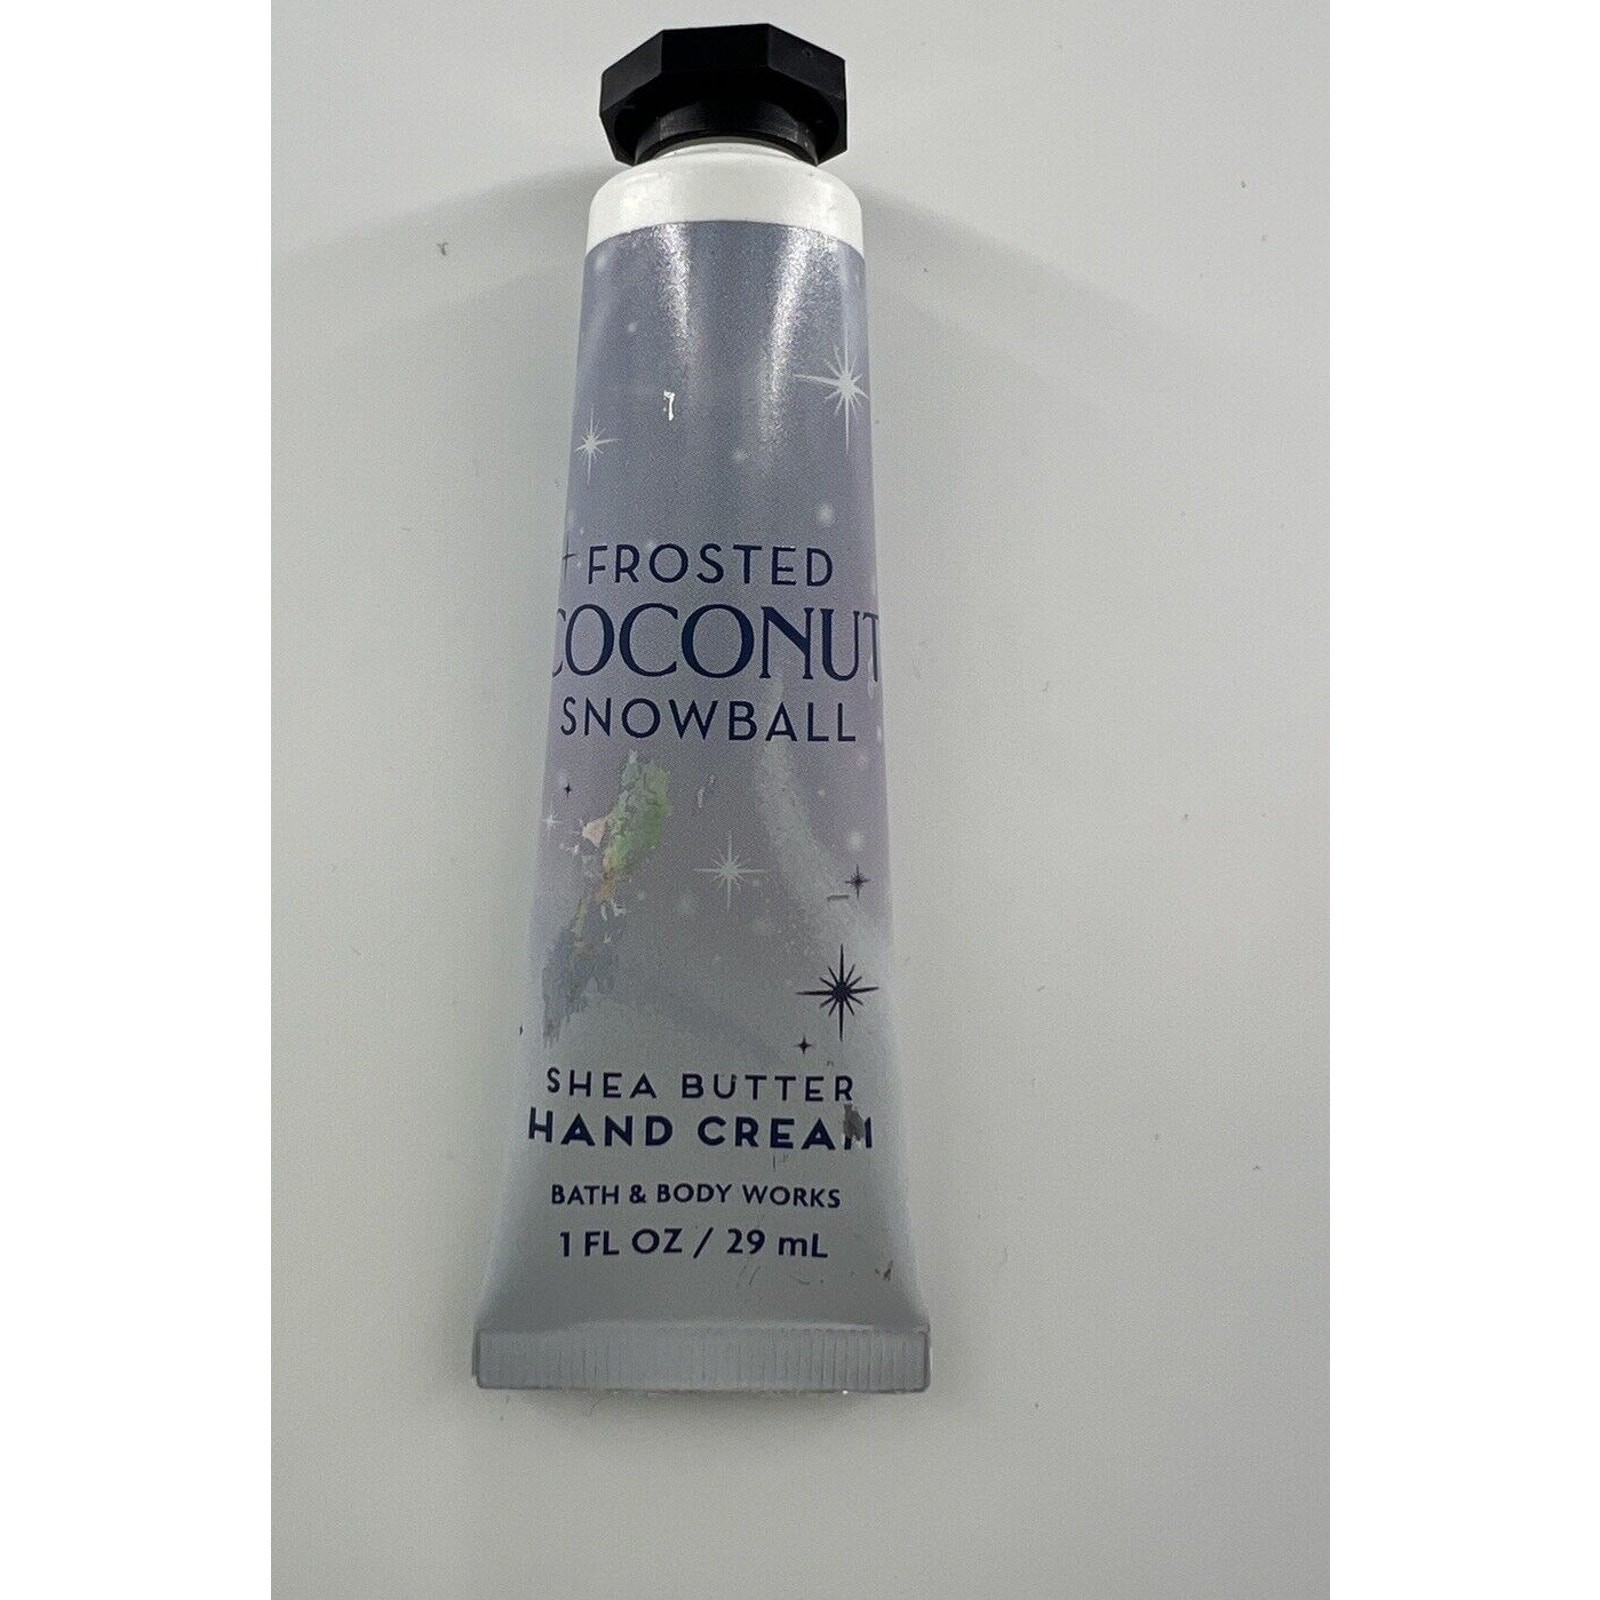 FROSTED
COCONUT
SNOWBALL
SHEA BUTTER
HAND CREAM
BATH & BODY WORKS
1 FL OZ / 29 mL